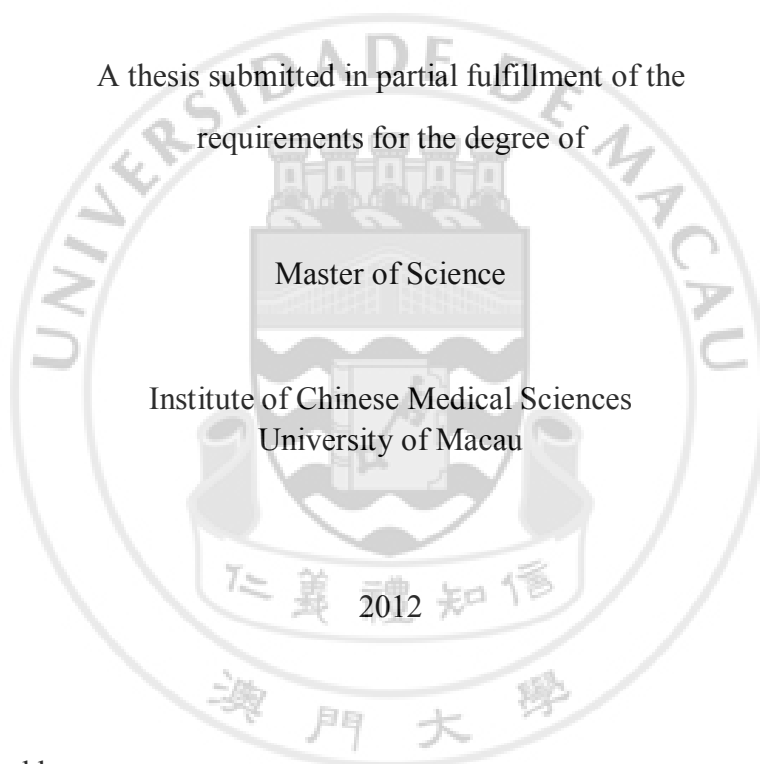 A thesis submitted in partial fulfillment of the
requirements for the degree of
Master of Science
Institute of Chinese Medical Sciences
University of Macau
2012
UNIVERSIDADE DE MACAU
仁義禮知信
澳門大學